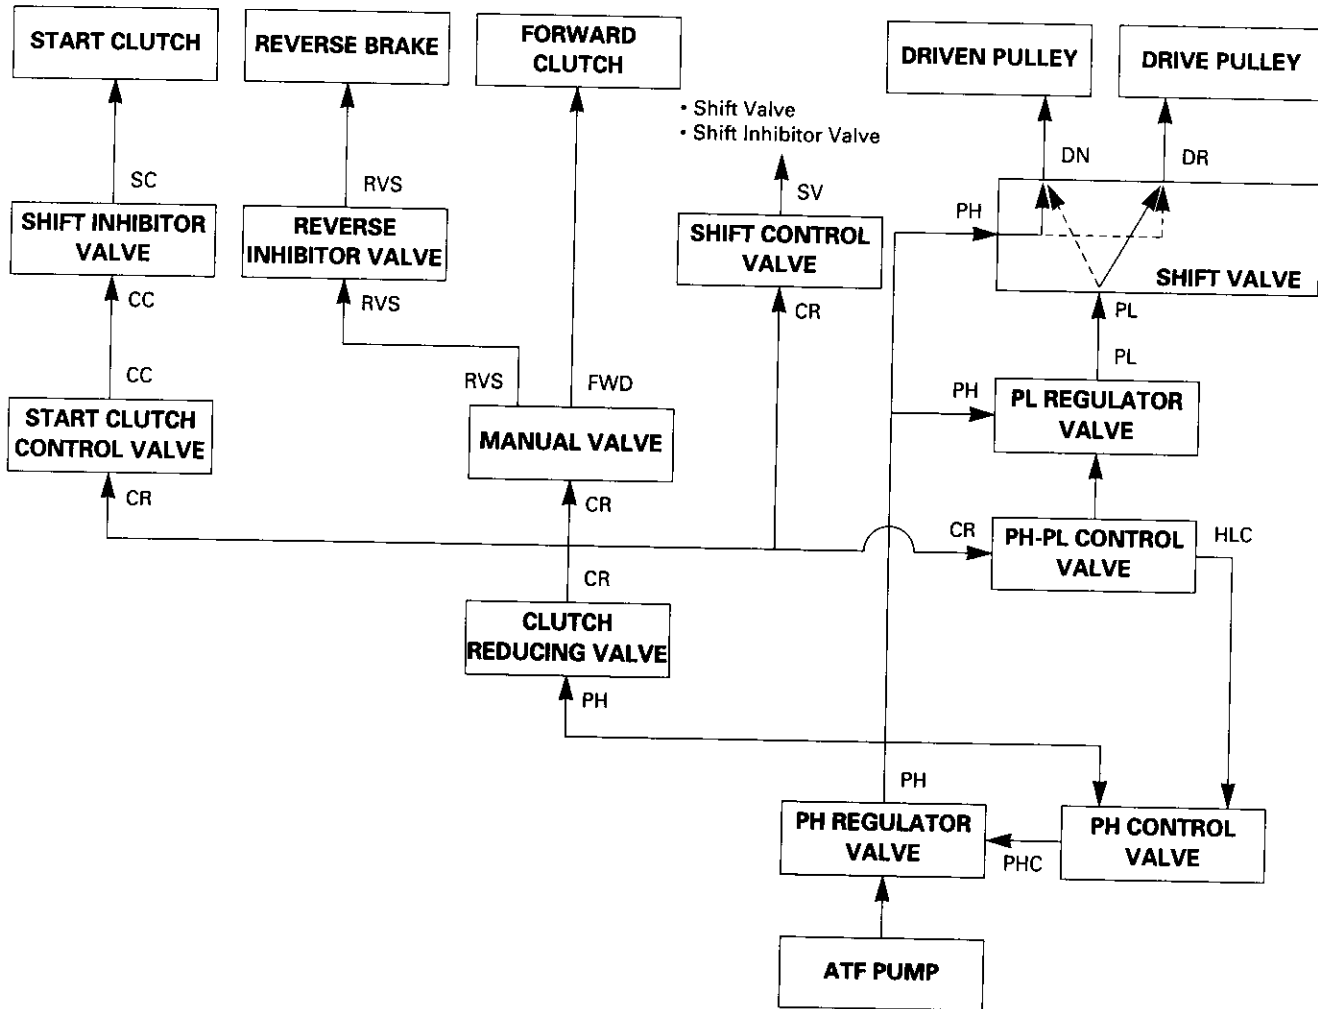 START CLUTCH
REVERSE BRAKE
FORWARD
CLUTCH
DRIVEN PULLEY
DRIVE PULLEY
• Shift Valve
• Shift Inhibitor Valve
DN
DR
SC
RVS
SV
PH
SHIFT INHIBITOR
VALVE
REVERSE
INHIBITOR VALVE
SHIFT CONTROL
VALVE
SHIFT VALVE
CC
RVS
CR
PL
CC
RVS
FWD
PH
PL
START CLUTCH
CONTROL VALVE
MANUAL VALVE
PL REGULATOR
VALVE
CR
CR
CR
PH-PL CONTROL
VALVE
HLC
CR
CLUTCH
REDUCING VALVE
PH
PH
PH REGULATOR
VALVE
PHC
PH CONTROL
VALVE
ATF PUMP